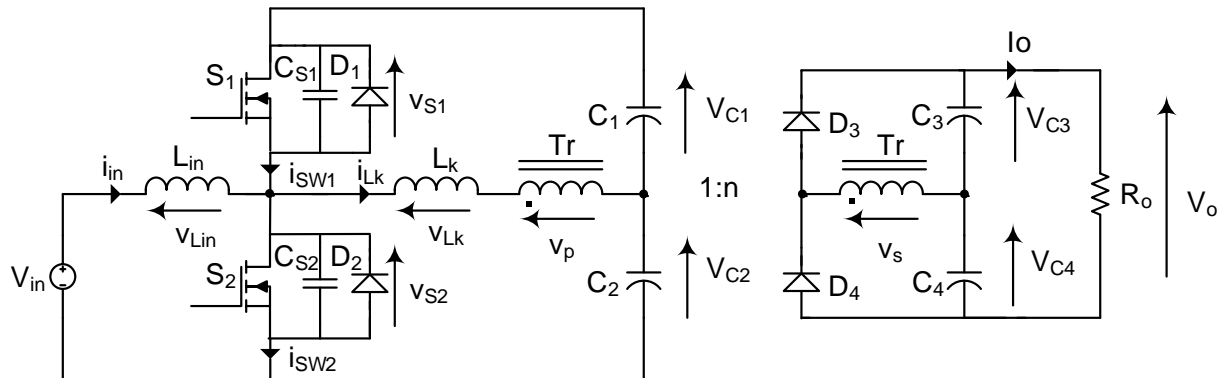 Io
S1
CS1
D1
vS1
C1
VC1
D3
C3
VC3
iin
Lin
iSW1
iLk
Lk
Tr
1:n
Tr
Ro
Vo
vLin
vLk
vp
vs
Vin
S2
CS2
D2
vS2
C2
VC2
D4
C4
VC4
iSW2